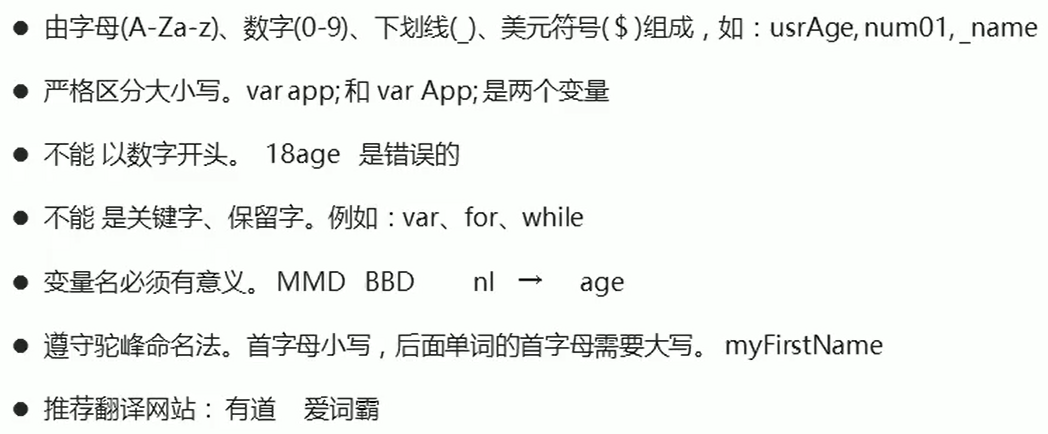 ● 由字母(A-Za-z)、数字(0-9)、下划线(_)、美元符号($)组成，如：usrAge, num01, _name
● 严格区分大小写。var app; 和 var App; 是两个变量
● 不能 以数字开头。 18age 是错误的
● 不能 是关键字、保留字。例如：var、for、while
● 变量名必须有意义。 MMD BBD nl → age
● 遵守驼峰命名法。首字母小写，后面单词的首字母需要大写。 myFirstName
● 推荐翻译网站： 有道 爱词霸